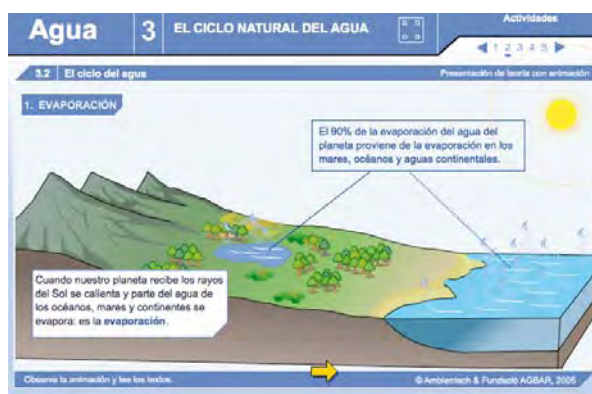 Agua
3
EL CICLO NATURAL DEL AGUA
Actividades
1 2 3 4 5
3.2 El ciclo del agua
Presentación de teoría con animación
1. EVAPORACIÓN
El 90% de la evaporación del agua del
planeta proviene de la evaporación en los
mares, océanos y aguas continentales.
Cuando nuestro planeta recibe los rayos
del Sol se calienta y parte del agua de
los océanos, mares y continentes se
evapora: es la evaporación.
Observa la animación y lee los textos.
© Ambientech & Fundació AGBAR, 2005